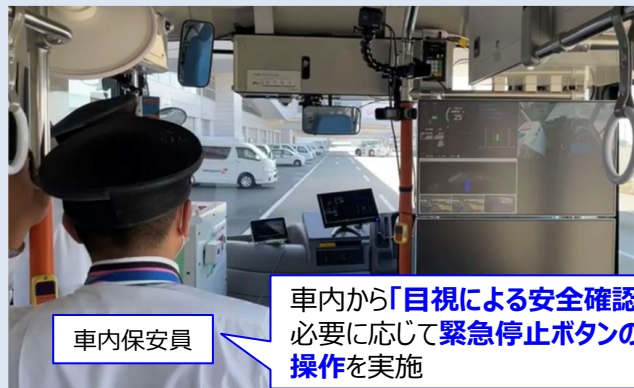 25
車内から「目視による安全確認
必要に応じて緊急停止ボタンの
操作を実施
車内保安員